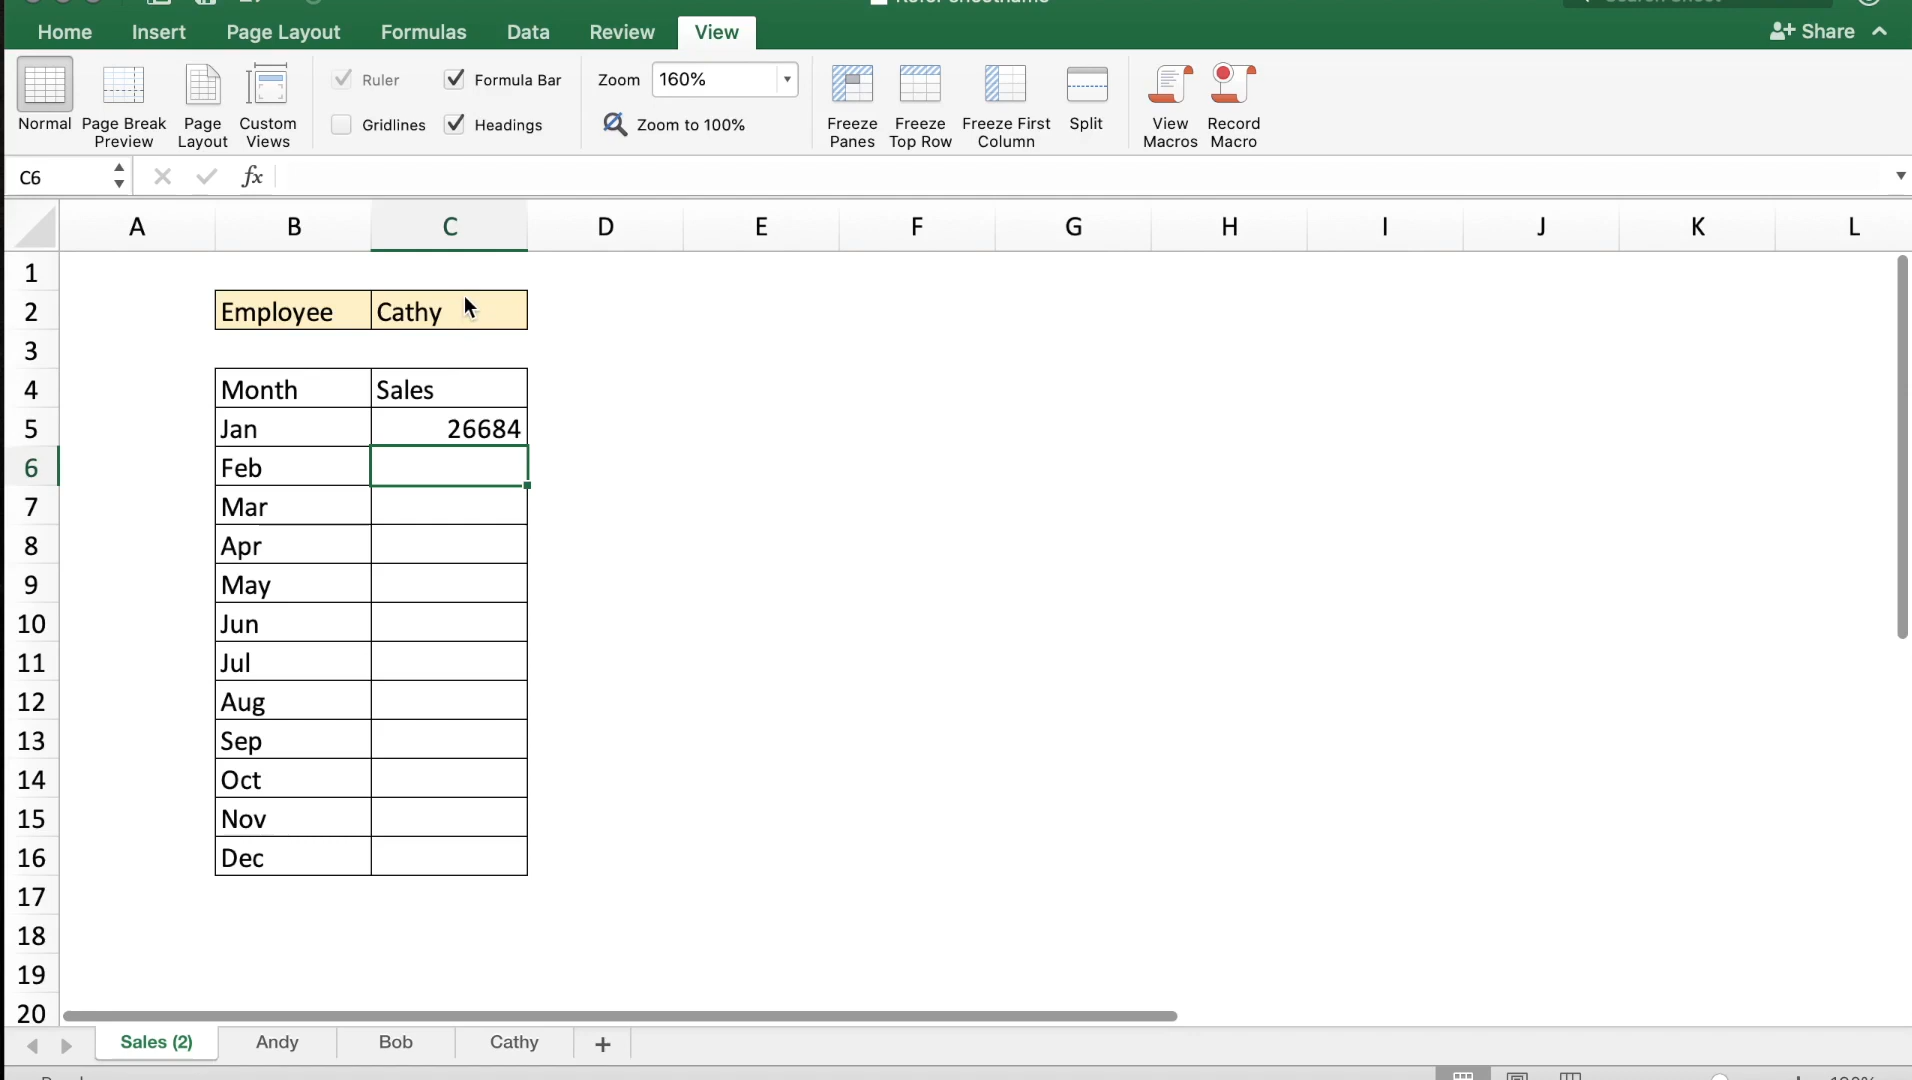 Home Insert Page Layout Formulas Data Review View Share
Ruler Formula Bar Zoom 160%
Gridlines Headings Zoom to 100%
Normal Page Break Preview Page Layout Custom Views Freeze Panes Freeze Top Row Freeze First Column Split View Macros Record Macro
C6 fx
A B C D E F G H I J K L
1
2 Employee Cathy
3
4 Month Sales
5 Jan 26684
6 Feb
7 Mar
8 Apr
9 May
10 Jun
11 Jul
12 Aug
13 Sep
14 Oct
15 Nov
16 Dec
17
18
19
20
Sales (2) Andy Bob Cathy +